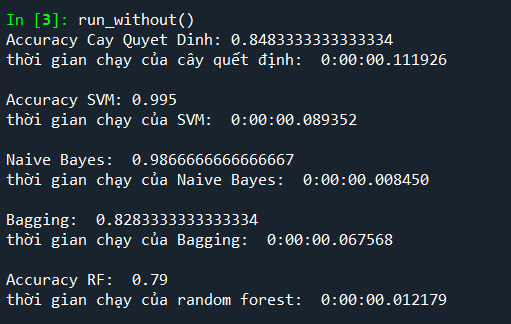 In [3]: run_without()
Accuracy Cay Quyet Dinh: 0.8483333333333334
thời gian chạy của cây quết định:  0:00:00.111926
Accuracy SVM: 0.995
thời gian chạy của SVM:  0:00:00.089352
Naive Bayes:  0.9866666666666667
thời gian chạy của Naive Bayes:  0:00:00.008450
Bagging:  0.8283333333333334
thời gian chạy của Bagging:  0:00:00.067568
Accuracy RF:  0.79
thời gian chạy của random forest:  0:00:00.012179